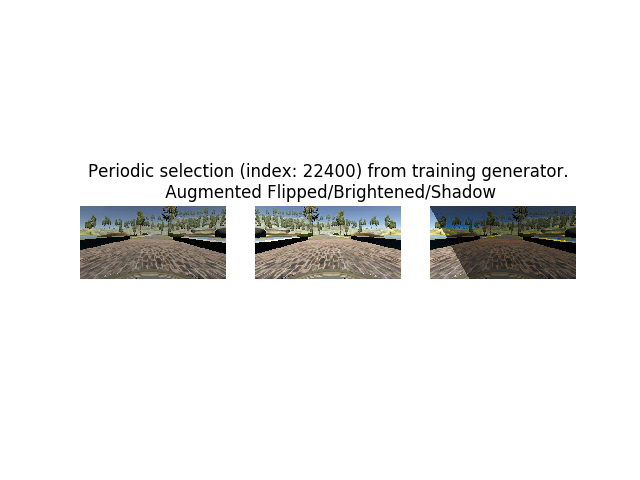 Periodic selection (index: 22400) from training generator.
Augmented Flipped/Brightened/Shadow